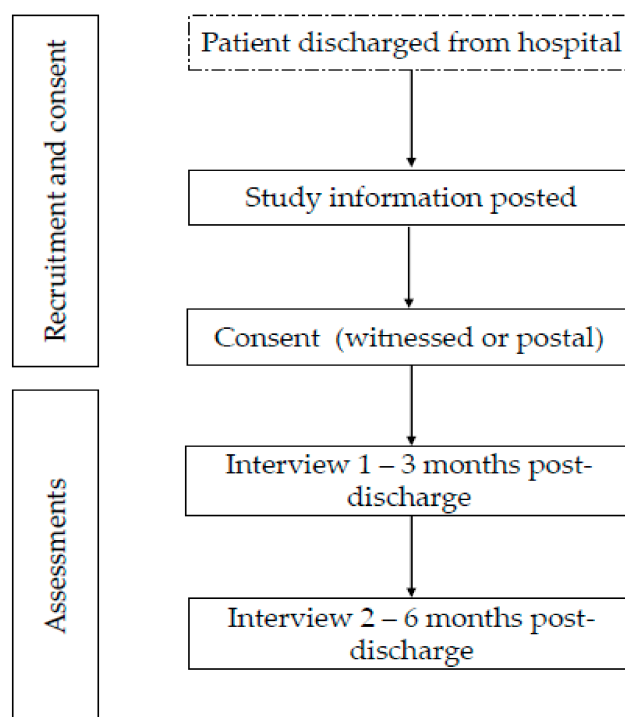 Recruitment and consent
Patient discharged from hospital
Study information posted
Consent (witnessed or postal)
Assessments
Interview 1 – 3 months post-
discharge
Interview 2 – 6 months post-
discharge